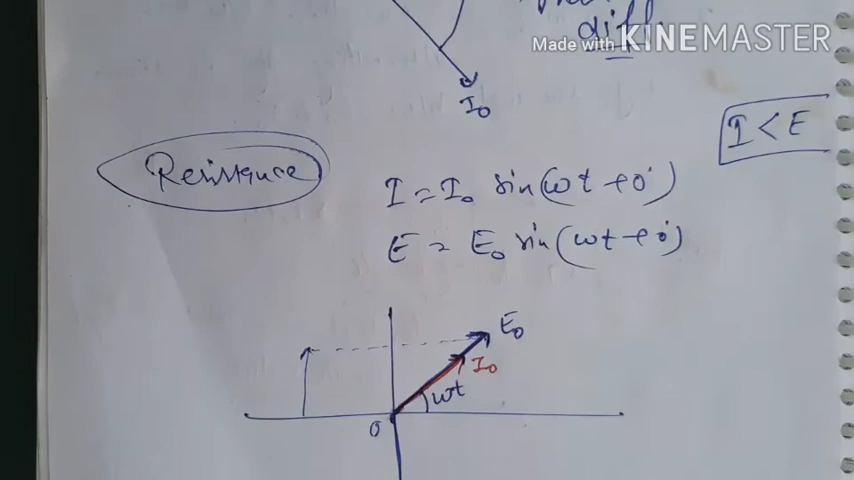 diff.
Made with KINEMASTER
I₀
I < E
Resistance
I = I₀ sin(ωt + 0°)
E = E₀ sin(ωt + 0°)
E₀
I₀
ωt
O